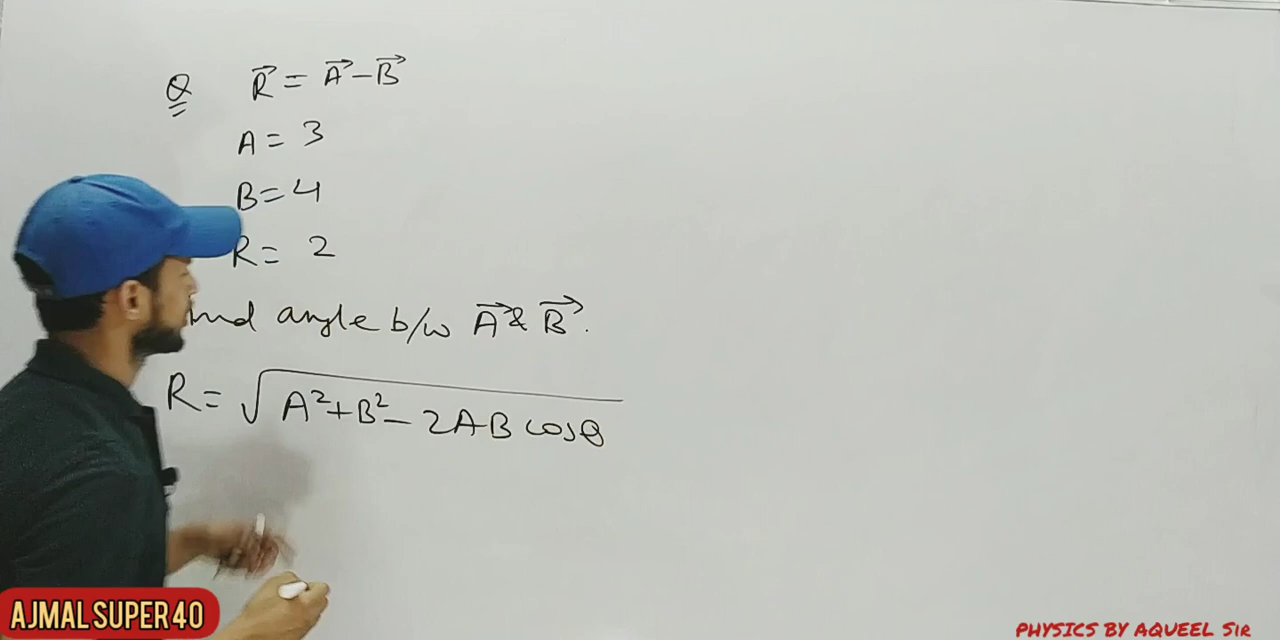 Q R⃗ = A⃗ – B⃗
A = 3
B = 4
R = 2
angle b/w A⃗ & B⃗.
R = √(A² + B² – 2AB cosθ)
AJMAL SUPER 40
PHYSICS BY AQUEEL Sir